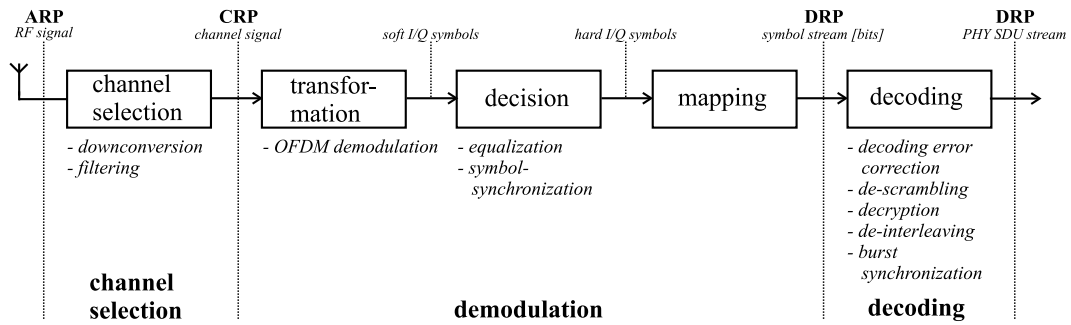 ARP
RF signal
CRP
channel signal
soft I/Q symbols
hard I/Q symbols
DRP
symbol stream [bits]
DRP
PHY SDU stream
channel
selection
transfor-
mation
decision
mapping
decoding
- downconversion
- filtering
- OFDM demodulation
- equalization
- symbol-
synchronization
- decoding error
correction
- de-scrambling
- decryption
- de-interleaving
- burst
synchronization
channel
selection
demodulation
decoding